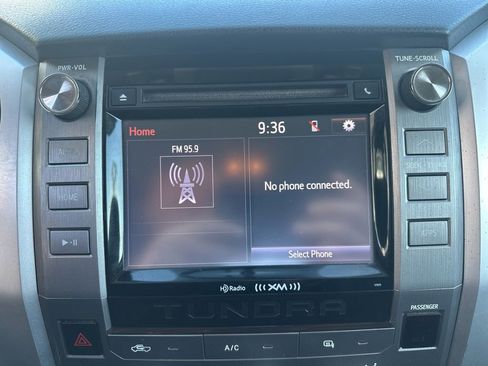 PWR•VOL
TUNE•SCROLL
Home
9:36
AUDIO
FM 95.9
HOME
No phone connected.
APPS
Select Phone
HD Radio
((( XM )))
TUNDRA
PASSENGER
A/C